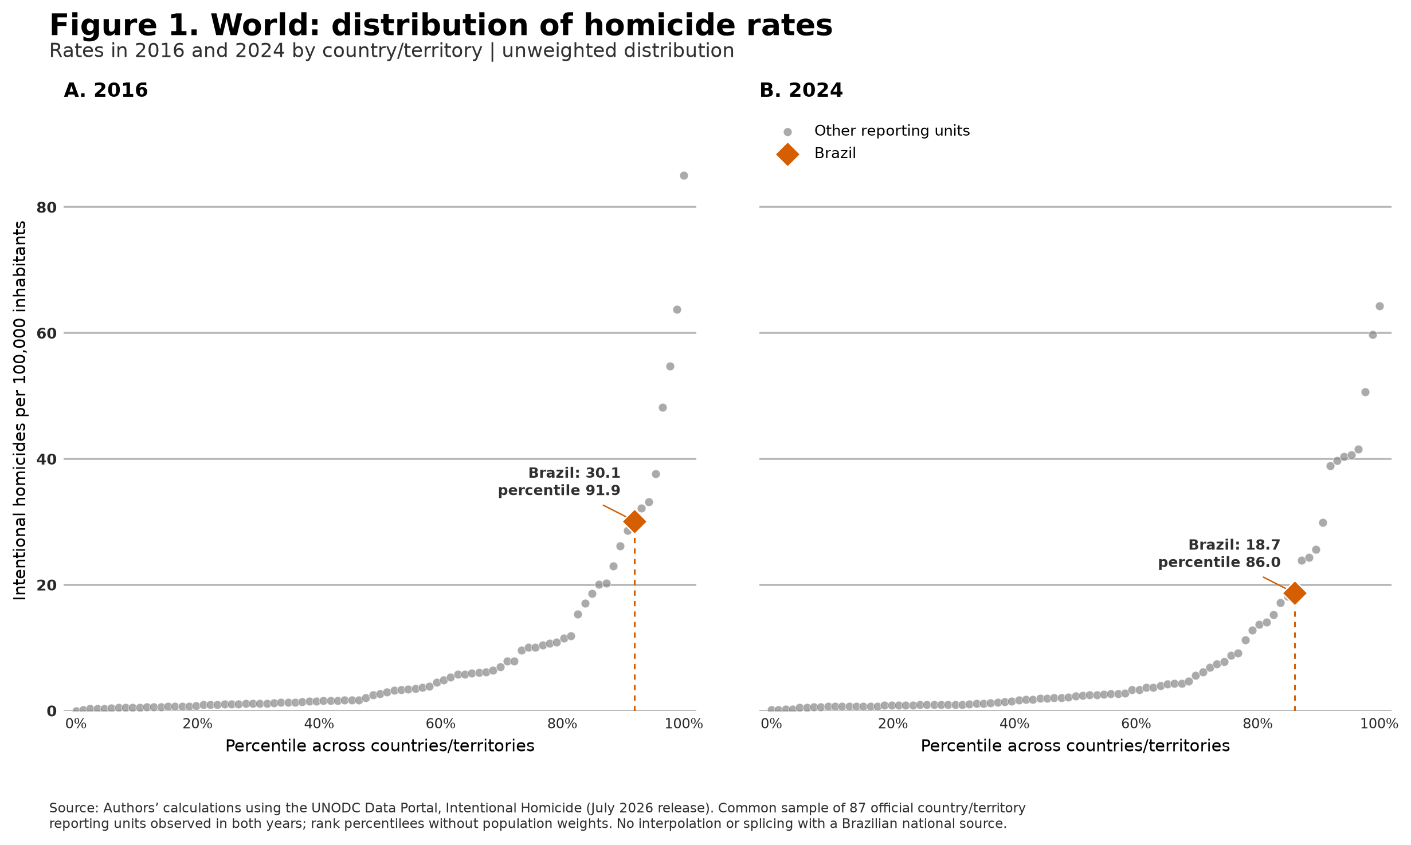 Figure 1. World: distribution of homicide rates
Rates in 2016 and 2024 by country/territory | unweighted distribution
A. 2016
B. 2024
Other reporting units
Brazil
Intentional homicides per 100,000 inhabitants
80
60
40
20
0
Brazil: 30.1
percentile 91.9
Brazil: 18.7
percentile 86.0
0% 20% 40% 60% 80% 100%
0% 20% 40% 60% 80% 100%
Percentile across countries/territories
Percentile across countries/territories
Source: Authors’ calculations using the UNODC Data Portal, Intentional Homicide (July 2026 release). Common sample of 87 official country/territory
reporting units observed in both years; rank percentilees without population weights. No interpolation or splicing with a Brazilian national source.